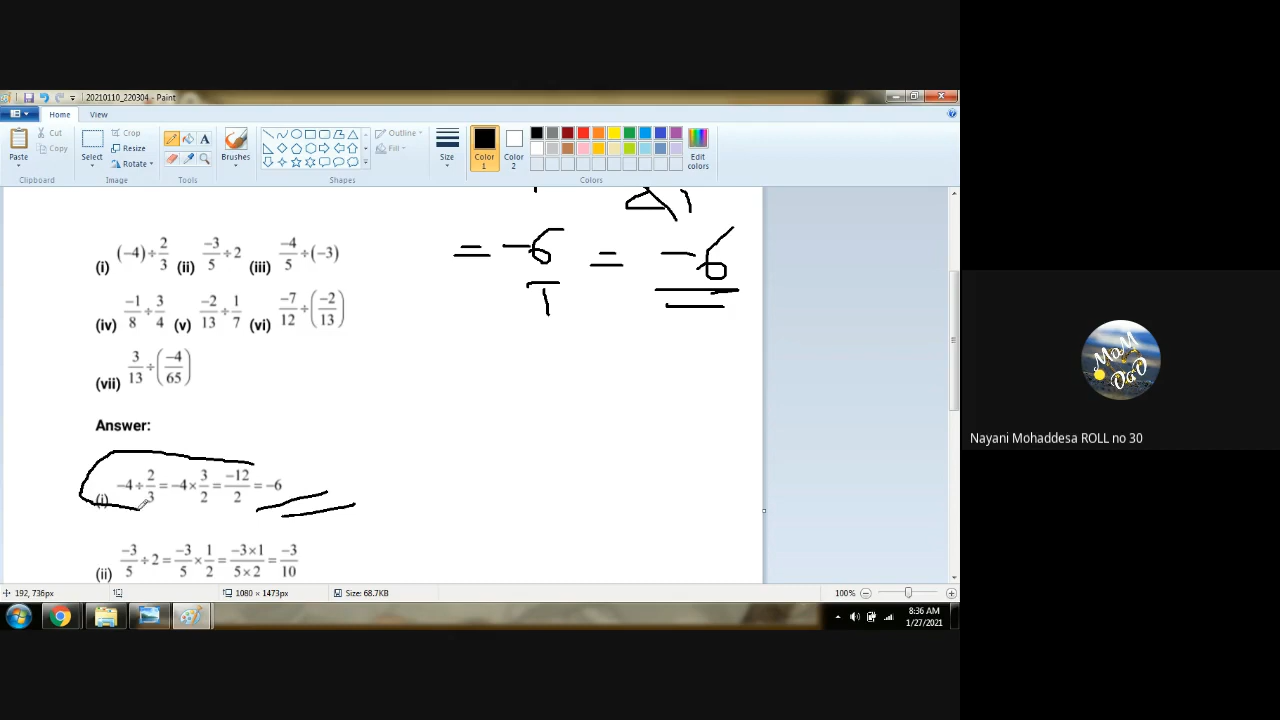 20210110_220304 - Paint
Home View
Paste Cut Copy Select Crop Resize Rotate Brushes Outline Fill Size Color 1 Color 2 Edit colors
Clipboard Image Tools Shapes Colors
= -6/1 = -6
(i) (-4) ÷ 2/3 (ii) -3/5 ÷ 2 (iii) -4/5 ÷ (-3)
(iv) -1/8 ÷ 3/4 (v) -2/13 ÷ 1/7 (vi) -7/12 ÷ (-2/13)
(vii) 3/13 ÷ (-4/65)
Answer:
(i) -4 ÷ 2/3 = -4 × 3/2 = -12/2 = -6
(ii) -3/5 ÷ 2 = -3/5 × 1/2 = -3×1/5×2 = -3/10
192, 736px 1080 × 1473px Size: 68.7KB 100%
8:36 AM
1/27/2021
MoM
DaD
Nayani Mohaddesa ROLL no 30